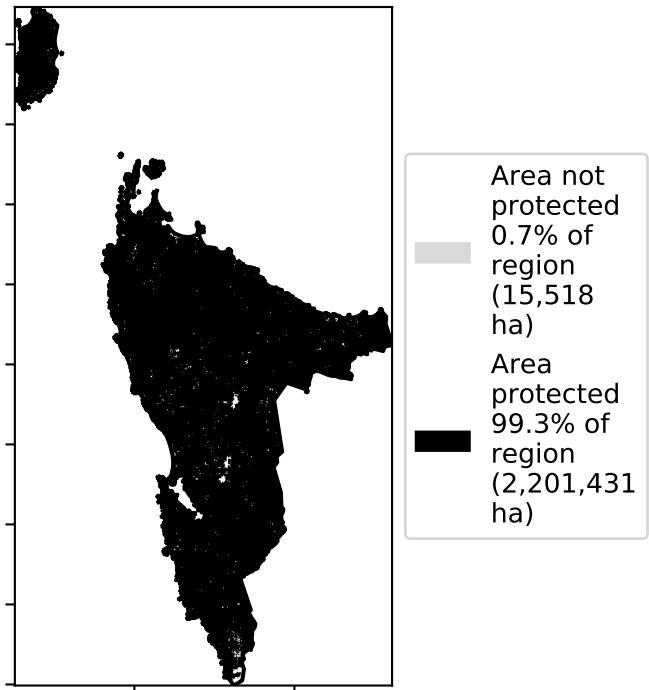 Area not
protected
0.7% of
region
(15,518
ha)
Area
protected
99.3% of
region
(2,201,431
ha)